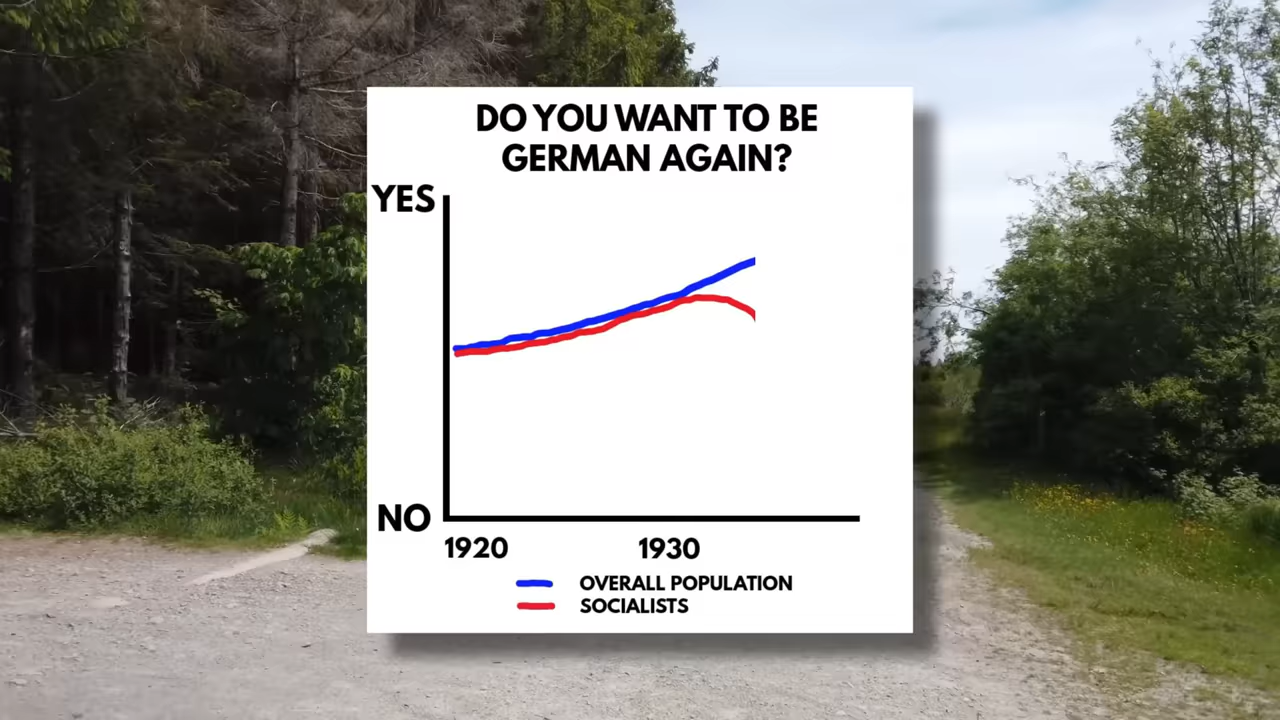 DO YOU WANT TO BE
GERMAN AGAIN?
YES
NO
1920 1930
OVERALL POPULATION
SOCIALISTS